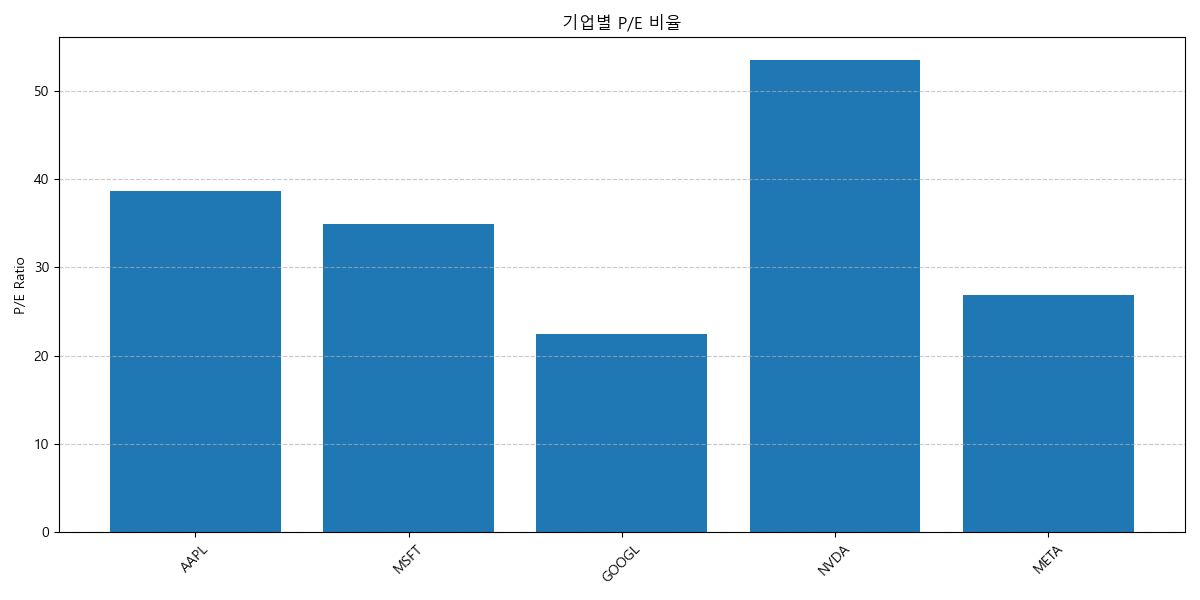 기업별 P/E 비율
P/E Ratio
50
40
30
20
10
0
AAPL
MSFT
GOOGL
NVDA
META